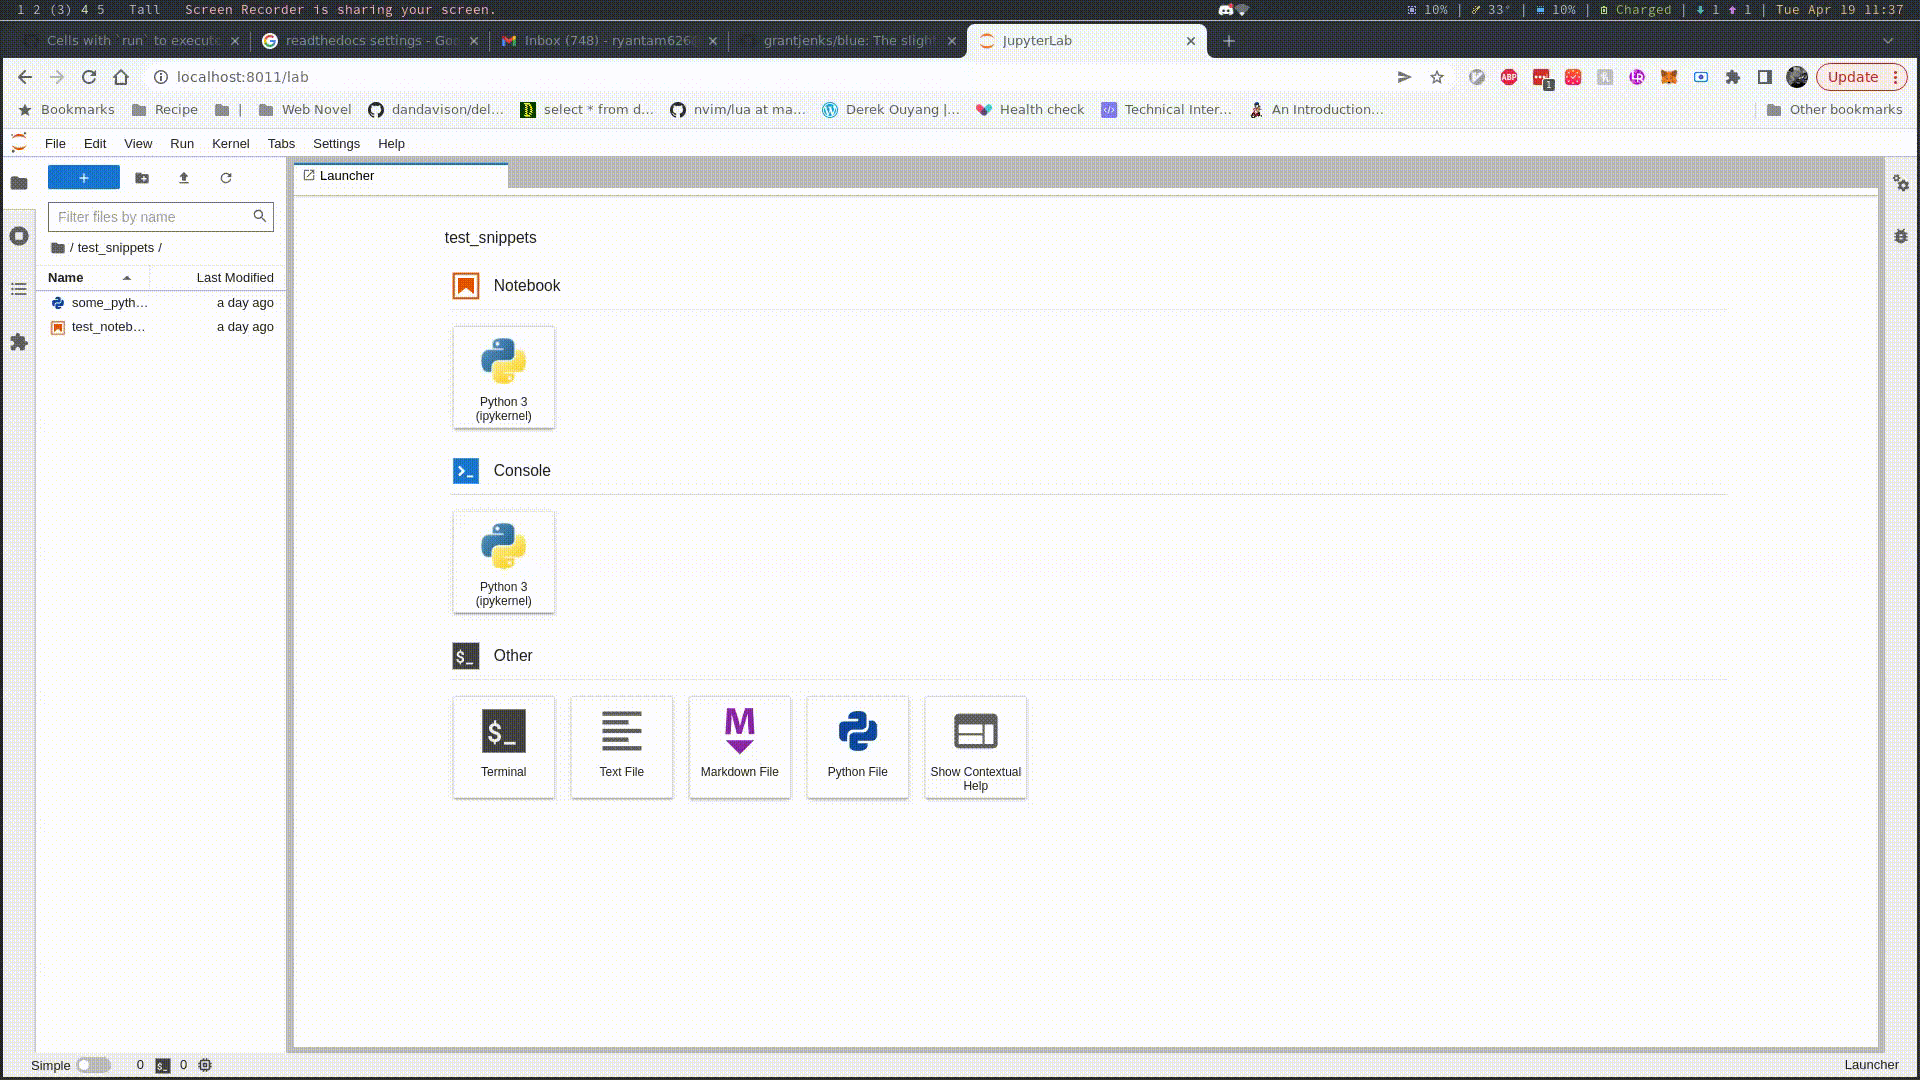 1 2 (3) 4 5 Tall Screen Recorder is sharing your screen. 10% | 33° | 10% | Charged | 1 1 | Tue Apr 19 11:37
Cells with `run` to execute readthedocs settings - Goo Inbox (748) - ryantam626@ grantjenks/blue: The slight JupyterLab
localhost:8011/lab ABP 1 Update
Bookmarks Recipe | Web Novel dandavison/del... select * from d... nvim/lua at ma... Derek Ouyang |... Health check Technical Inter... An Introduction... Other bookmarks
File Edit View Run Kernel Tabs Settings Help
+
Launcher
Filter files by name
/ test_snippets /
Name Last Modified
some_pyth... a day ago
test_noteb... a day ago
test_snippets
Notebook
Python 3
(ipykernel)
Console
Python 3
(ipykernel)
$_ Other
$_
Terminal
Text File
M
Markdown File
Python File
Show Contextual
Help
Simple 0 $_ 0 Launcher